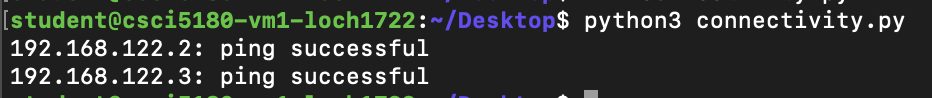 student@csci5180-vm1-loch1722:~/Desktop$ python3 connectivity.py
192.168.122.2: ping successful
192.168.122.3: ping successful